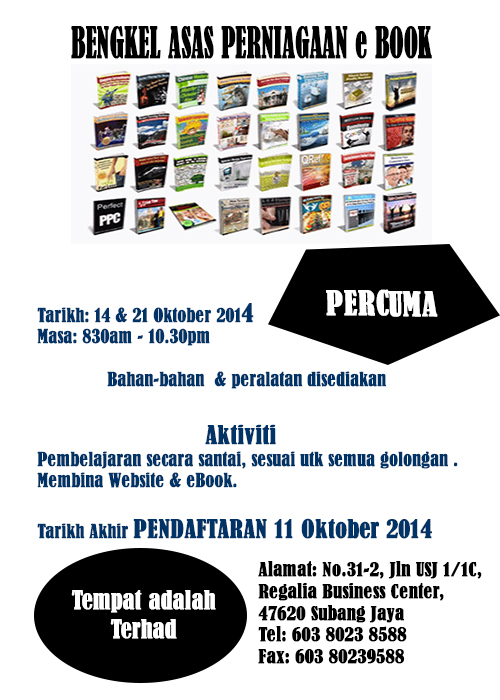 BENGKEL ASAS PERNIAGAAN e BOOK
Perfect
PPC
PERCUMA
Tarikh: 14 & 21 Oktober 2014
Masa: 830am - 10.30pm
Bahan-bahan & peralatan disediakan
Aktiviti
Pembelajaran secara santai, sesuai utk semua golongan .
Membina Website & eBook.
Tarikh Akhir PENDAFTARAN 11 Oktober 2014
Tempat adalah
Terhad
Alamat: No.31-2, Jln USJ 1/1C,
Regalia Business Center,
47620 Subang Jaya
Tel: 603 8023 8588
Fax: 603 80239588